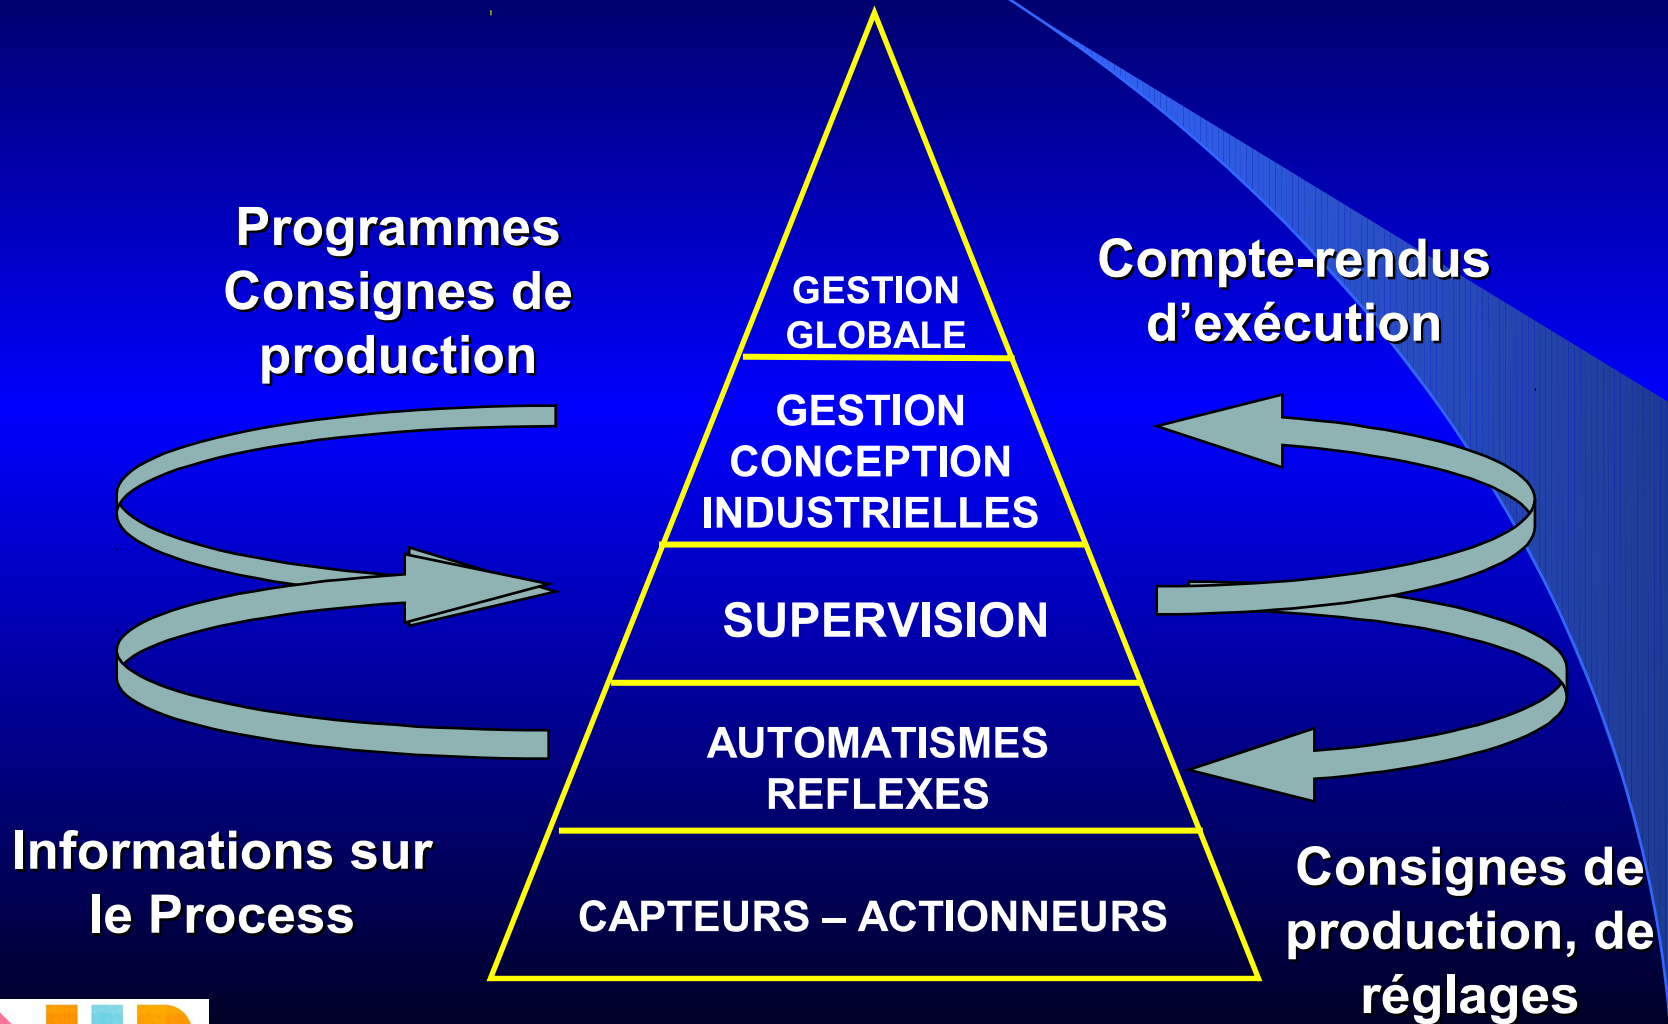 Programmes
Consignes de
production
Compte-rendus
d’exécution
GESTION
GLOBALE
GESTION
CONCEPTION
INDUSTRIELLES
SUPERVISION
AUTOMATISMES
REFLEXES
CAPTEURS – ACTIONNEURS
Informations sur
le Process
Consignes de
production, de
réglages